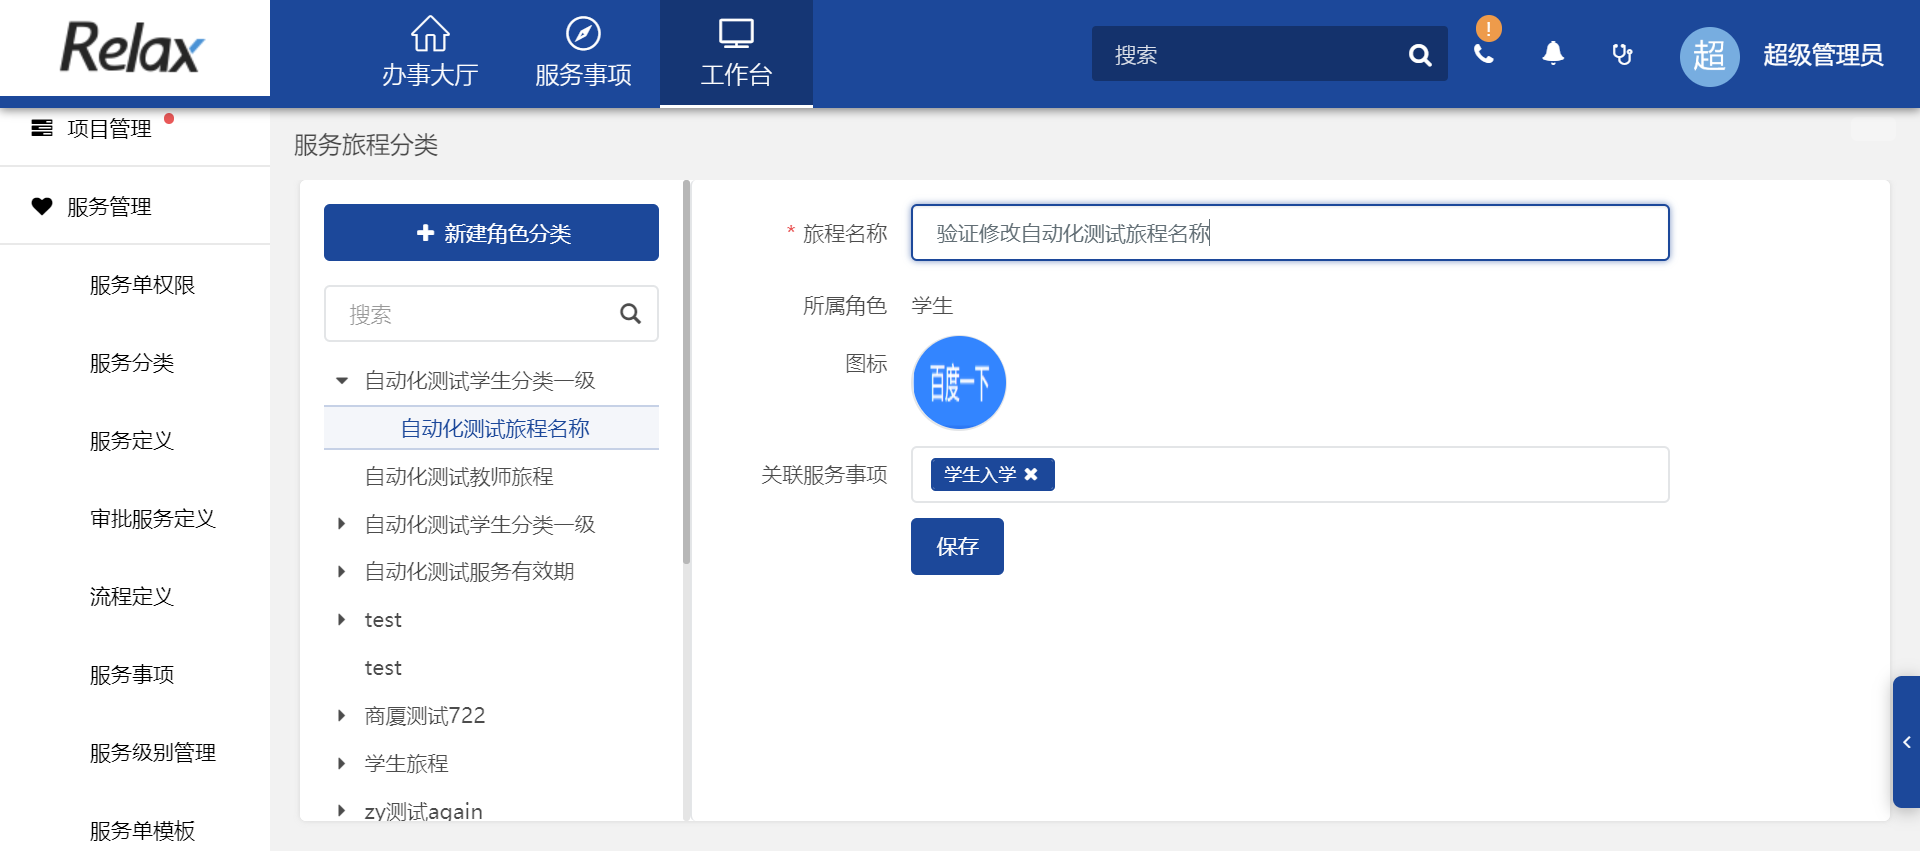 Relax
办事大厅
服务事项
工作台
搜索
!
超
超级管理员
项目管理
服务管理
服务单权限
服务分类
服务定义
审批服务定义
流程定义
服务事项
服务级别管理
服务单模板
服务旅程分类
新建角色分类
搜索
自动化测试学生分类一级
自动化测试旅程名称
自动化测试教师旅程
自动化测试学生分类一级
自动化测试服务有效期
test
test
商厦测试722
学生旅程
zy测试again
* 旅程名称
验证修改自动化测试旅程名称
所属角色 学生
图标
百度一下
关联服务事项
学生入学
保存